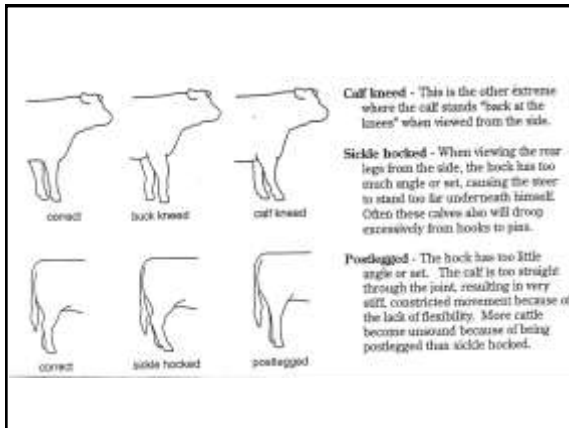 correct
buck kneed
calf kneed
Calf kneed - This is the other extreme
where the calf stands "back at the
knees" when viewed from the side.
Sickle hocked - When viewing the rear
legs from the side, the hock has too
much angle or set, causing the steer
to stand too far underneath himself.
Often these calves also will droop
excessively from hooks to pins.
Postlegged - The hock has too little
angle or set. The calf is too straight
through the joint, resulting in very
stiff, constricted movement because of
the lack of flexibility. More cattle
become unsound because of being
postlegged than sickle hocked.
correct
sickle hocked
postlegged